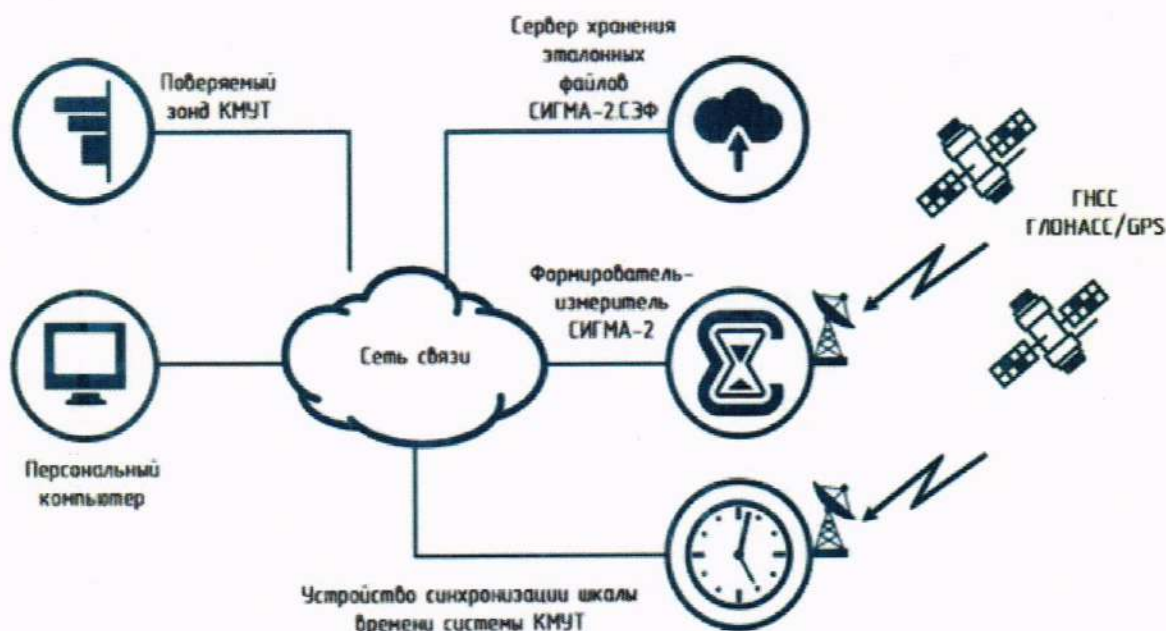 Сервер хранения
эталонных
файлов
СИГМА-2.СЭФ
Поверяемый
зонд КМУТ
ГНСС
ГЛОНАСС/GPS
Формирователь-
измеритель
СИГМА-2
Сеть связи
Персональный
компьютер
Устройство синхронизации шкалы
времени системы КМУТ